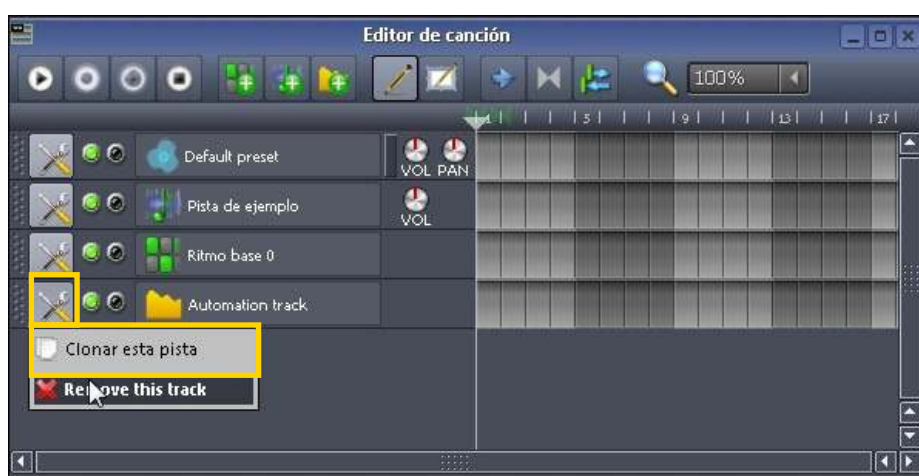 Editor de canción
100%
5 9 13 17
Default preset VOL PAN
Pista de ejemplo VOL
Ritmo base 0
Automation track
Clonar esta pista
Remove this track